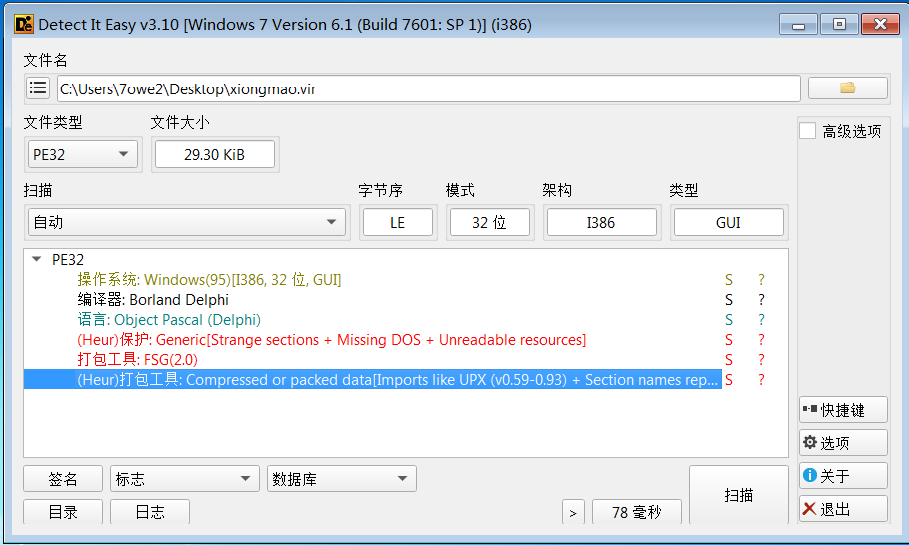 Detect It Easy v3.10 [Windows 7 Version 6.1 (Build 7601: SP 1)] (i386)
文件名
C:\Users\7owe2\Desktop\xiongmao.vir
文件类型 文件大小
高级选项
PE32 29.30 KiB
扫描 字节序 模式 架构 类型
自动 LE 32 位 I386 GUI
PE32
操作系统: Windows(95)[I386, 32 位, GUI] S ?
编译器: Borland Delphi S ?
语言: Object Pascal (Delphi) S ?
(Heur)保护: Generic[Strange sections + Missing DOS + Unreadable resources] S ?
打包工具: FSG(2.0) S ?
(Heur)打包工具: Compressed or packed data[Imports like UPX (v0.59-0.93) + Section names rep... S ?
快捷键
选项
签名 标志 数据库 扫描 关于
目录 日志 > 78 毫秒 退出